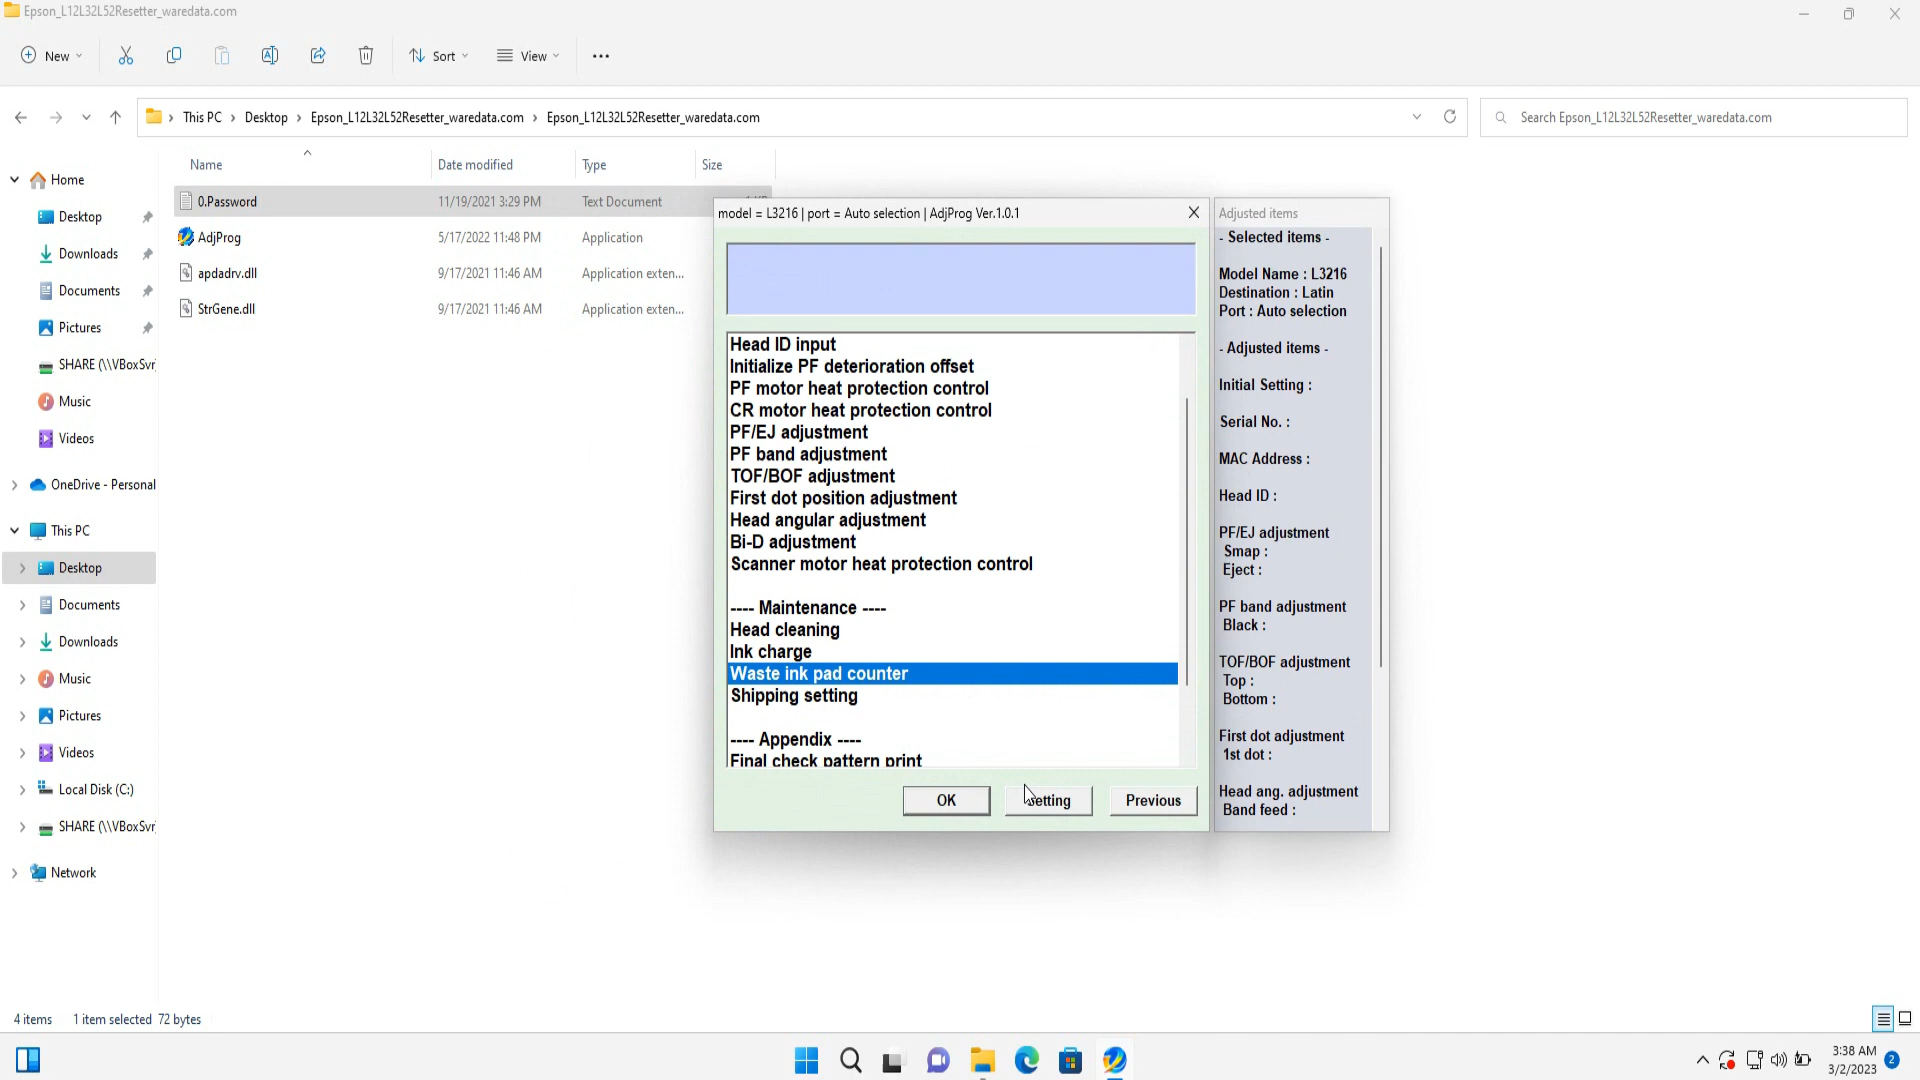 Epson_L12L32L52Resetter_waredata.com
New
Sort
View
This PC > Desktop > Epson_L12L32L52Resetter_waredata.com > Epson_L12L32L52Resetter_waredata.com
Search Epson_L12L32L52Resetter_waredata.com
Name Date modified Type Size
0.Password 11/19/2021 3:29 PM Text Document
AdjProg 5/17/2022 11:48 PM Application
apdadrv.dll 9/17/2021 11:46 AM Application exten...
StrGene.dll 9/17/2021 11:46 AM Application exten...
Home
Desktop
Downloads
Documents
Pictures
SHARE (\\VBoxSvr)
Music
Videos
OneDrive - Personal
This PC
Desktop
Documents
Downloads
Music
Pictures
Videos
Local Disk (C:)
SHARE (\\VBoxSvr)
Network
model = L3216 | port = Auto selection | AdjProg Ver.1.0.1
Head ID input
Initialize PF deterioration offset
PF motor heat protection control
CR motor heat protection control
PF/EJ adjustment
PF band adjustment
TOF/BOF adjustment
First dot position adjustment
Head angular adjustment
Bi-D adjustment
Scanner motor heat protection control
---- Maintenance ----
Head cleaning
Ink charge
Waste ink pad counter
Shipping setting
---- Appendix ----
Final check pattern print
OK
Setting
Previous
Adjusted items
- Selected items -
Model Name : L3216
Destination : Latin
Port : Auto selection
- Adjusted items -
Initial Setting :
Serial No. :
MAC Address :
Head ID :
PF/EJ adjustment
Smap :
Eject :
PF band adjustment
Black :
TOF/BOF adjustment
Top :
Bottom :
First dot adjustment
1st dot :
Head ang. adjustment
Band feed :
4 items 1 item selected 72 bytes
3:38 AM
3/2/2023
2